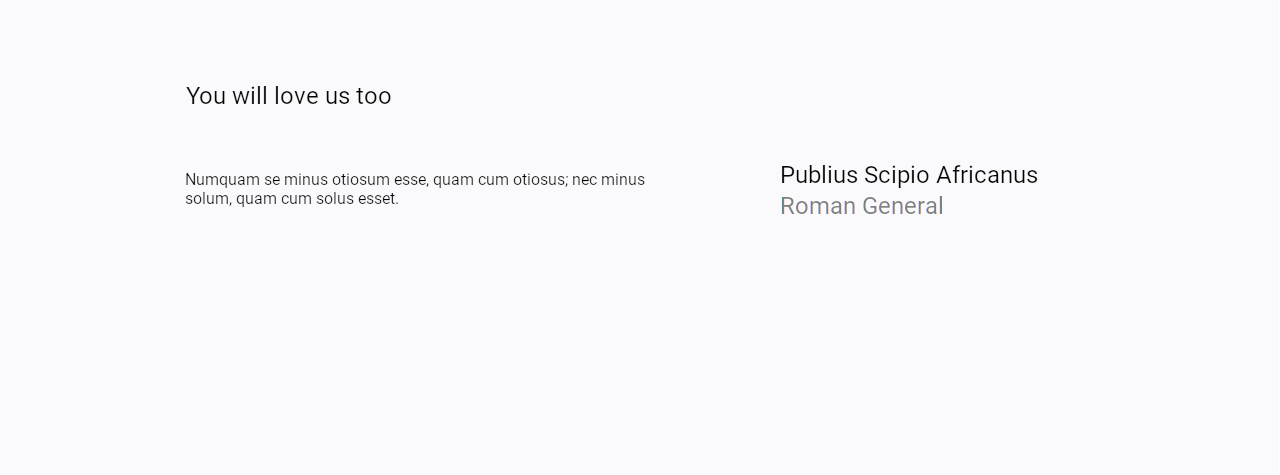 You will love us too
Numquam se minus otiosum esse, quam cum otiosus; nec minus
solum, quam cum solus esset.
Publius Scipio Africanus
Roman General